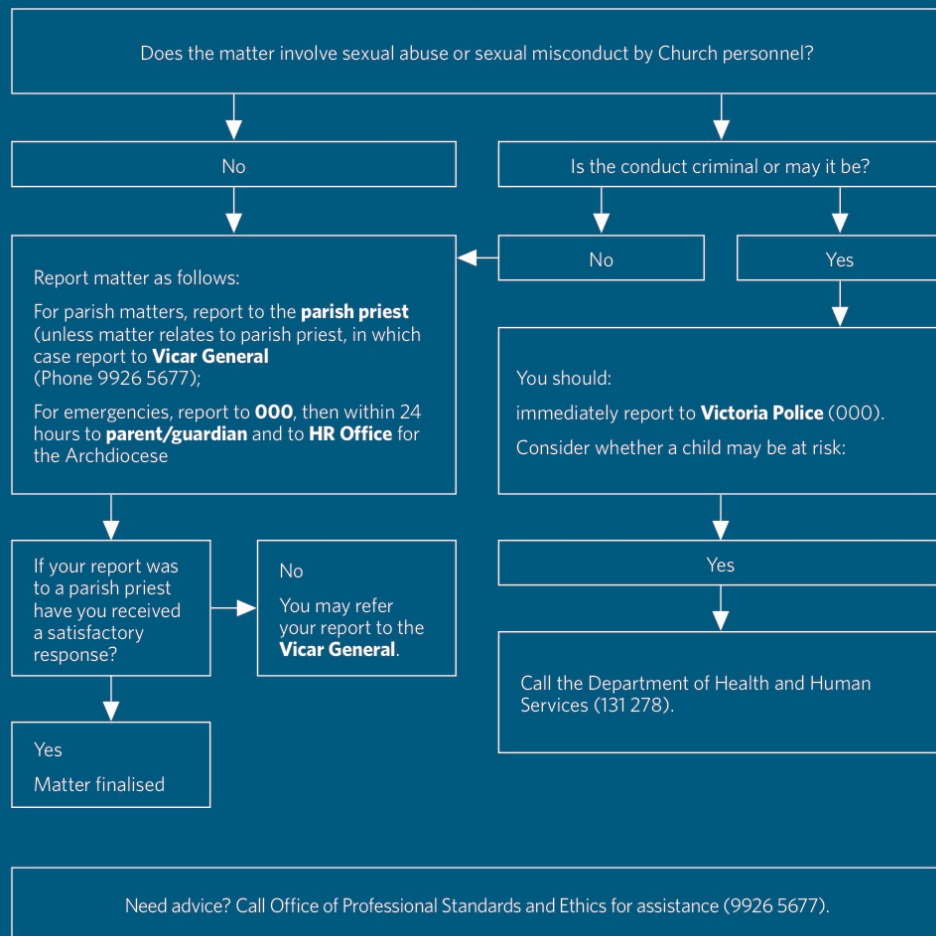 Does the matter involve sexual abuse or sexual misconduct by Church personnel?
No
Is the conduct criminal or may it be?
No
Yes
Report matter as follows:
For parish matters, report to the parish priest
(unless matter relates to parish priest, in which
case report to Vicar General
(Phone 9926 5677);
For emergencies, report to 000, then within 24
hours to parent/guardian and to HR Office for
the Archdiocese
You should:
immediately report to Victoria Police (000).
Consider whether a child may be at risk:
If your report was
to a parish priest
have you received
a satisfactory
response?
No
You may refer
your report to the
Vicar General.
Yes
Matter finalised
Yes
Call the Department of Health and Human
Services (131 278).
Need advice? Call Office of Professional Standards and Ethics for assistance (9926 5677).